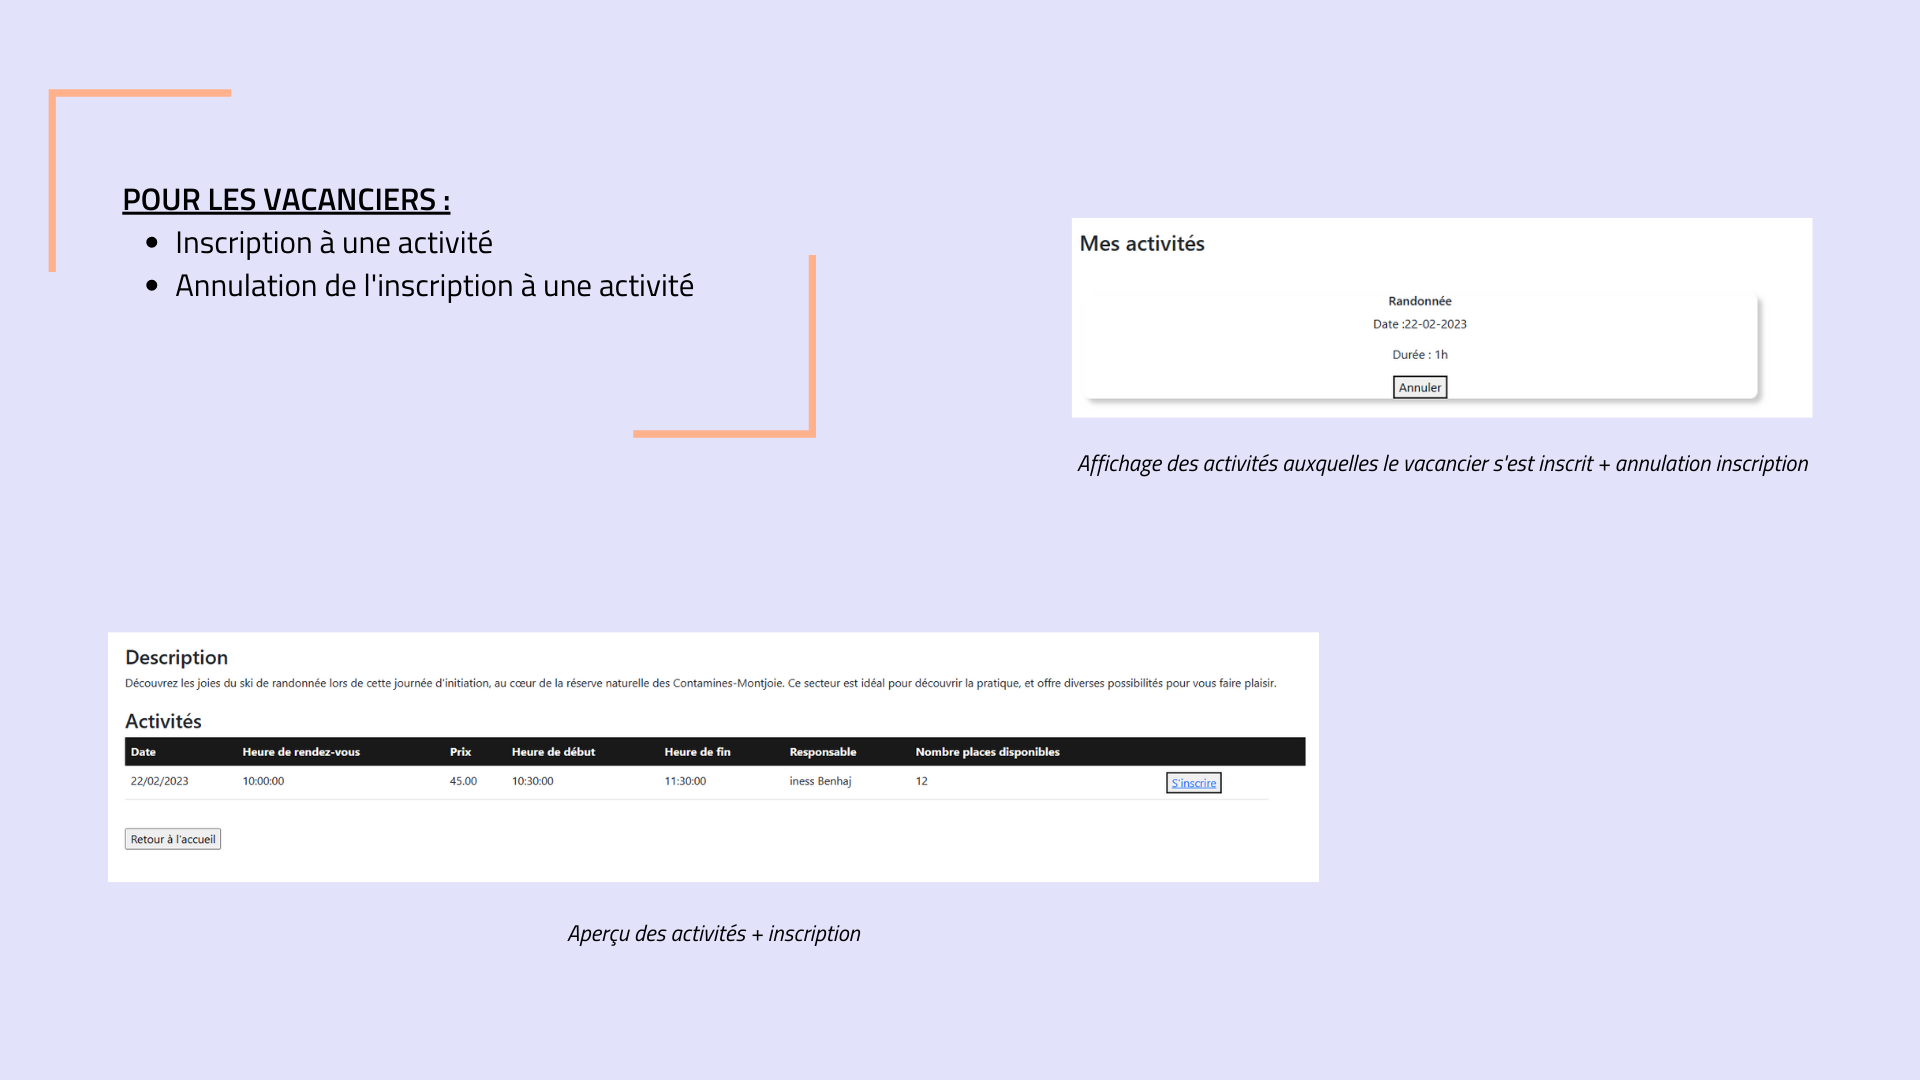 POUR LES VACANCIERS :
• Inscription à une activité
• Annulation de l'inscription à une activité
Mes activités
Randonnée
Date :22-02-2023
Durée : 1h
Annuler
Affichage des activités auxquelles le vacancier s'est inscrit + annulation inscription
Description
Découvrez les joies du ski de randonnée lors de cette journée d'initiation, au cœur de la réserve naturelle des Contamines-Montjoie. Ce secteur est idéal pour découvrir la pratique, et offre diverses possibilités pour vous faire plaisir.
Activités
Date Heure de rendez-vous Prix Heure de début Heure de fin Responsable Nombre places disponibles
22/02/2023 10:00:00 45.00 10:30:00 11:30:00 iness Benhaj 12 S'inscrire
Retour à l'accueil
Aperçu des activités + inscription